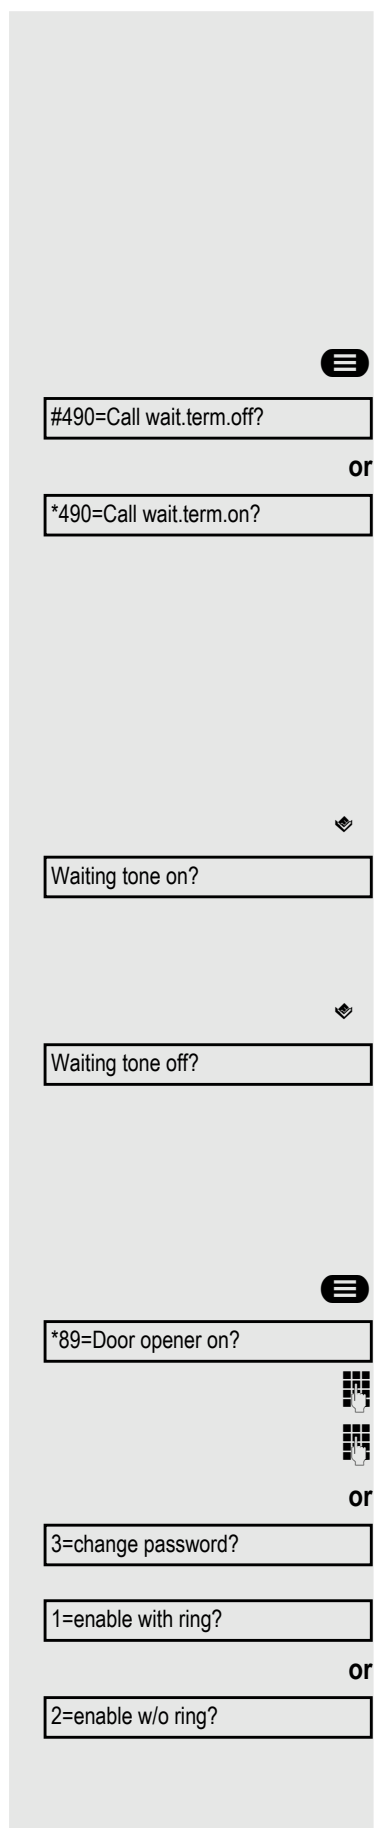 #490=Call wait.term.off?
or
*490=Call wait.term.on?
Waiting tone on?
Waiting tone off?
*89=Door opener on?
or
3=change password?
1=enable with ring?
or
2=enable w/o ring?